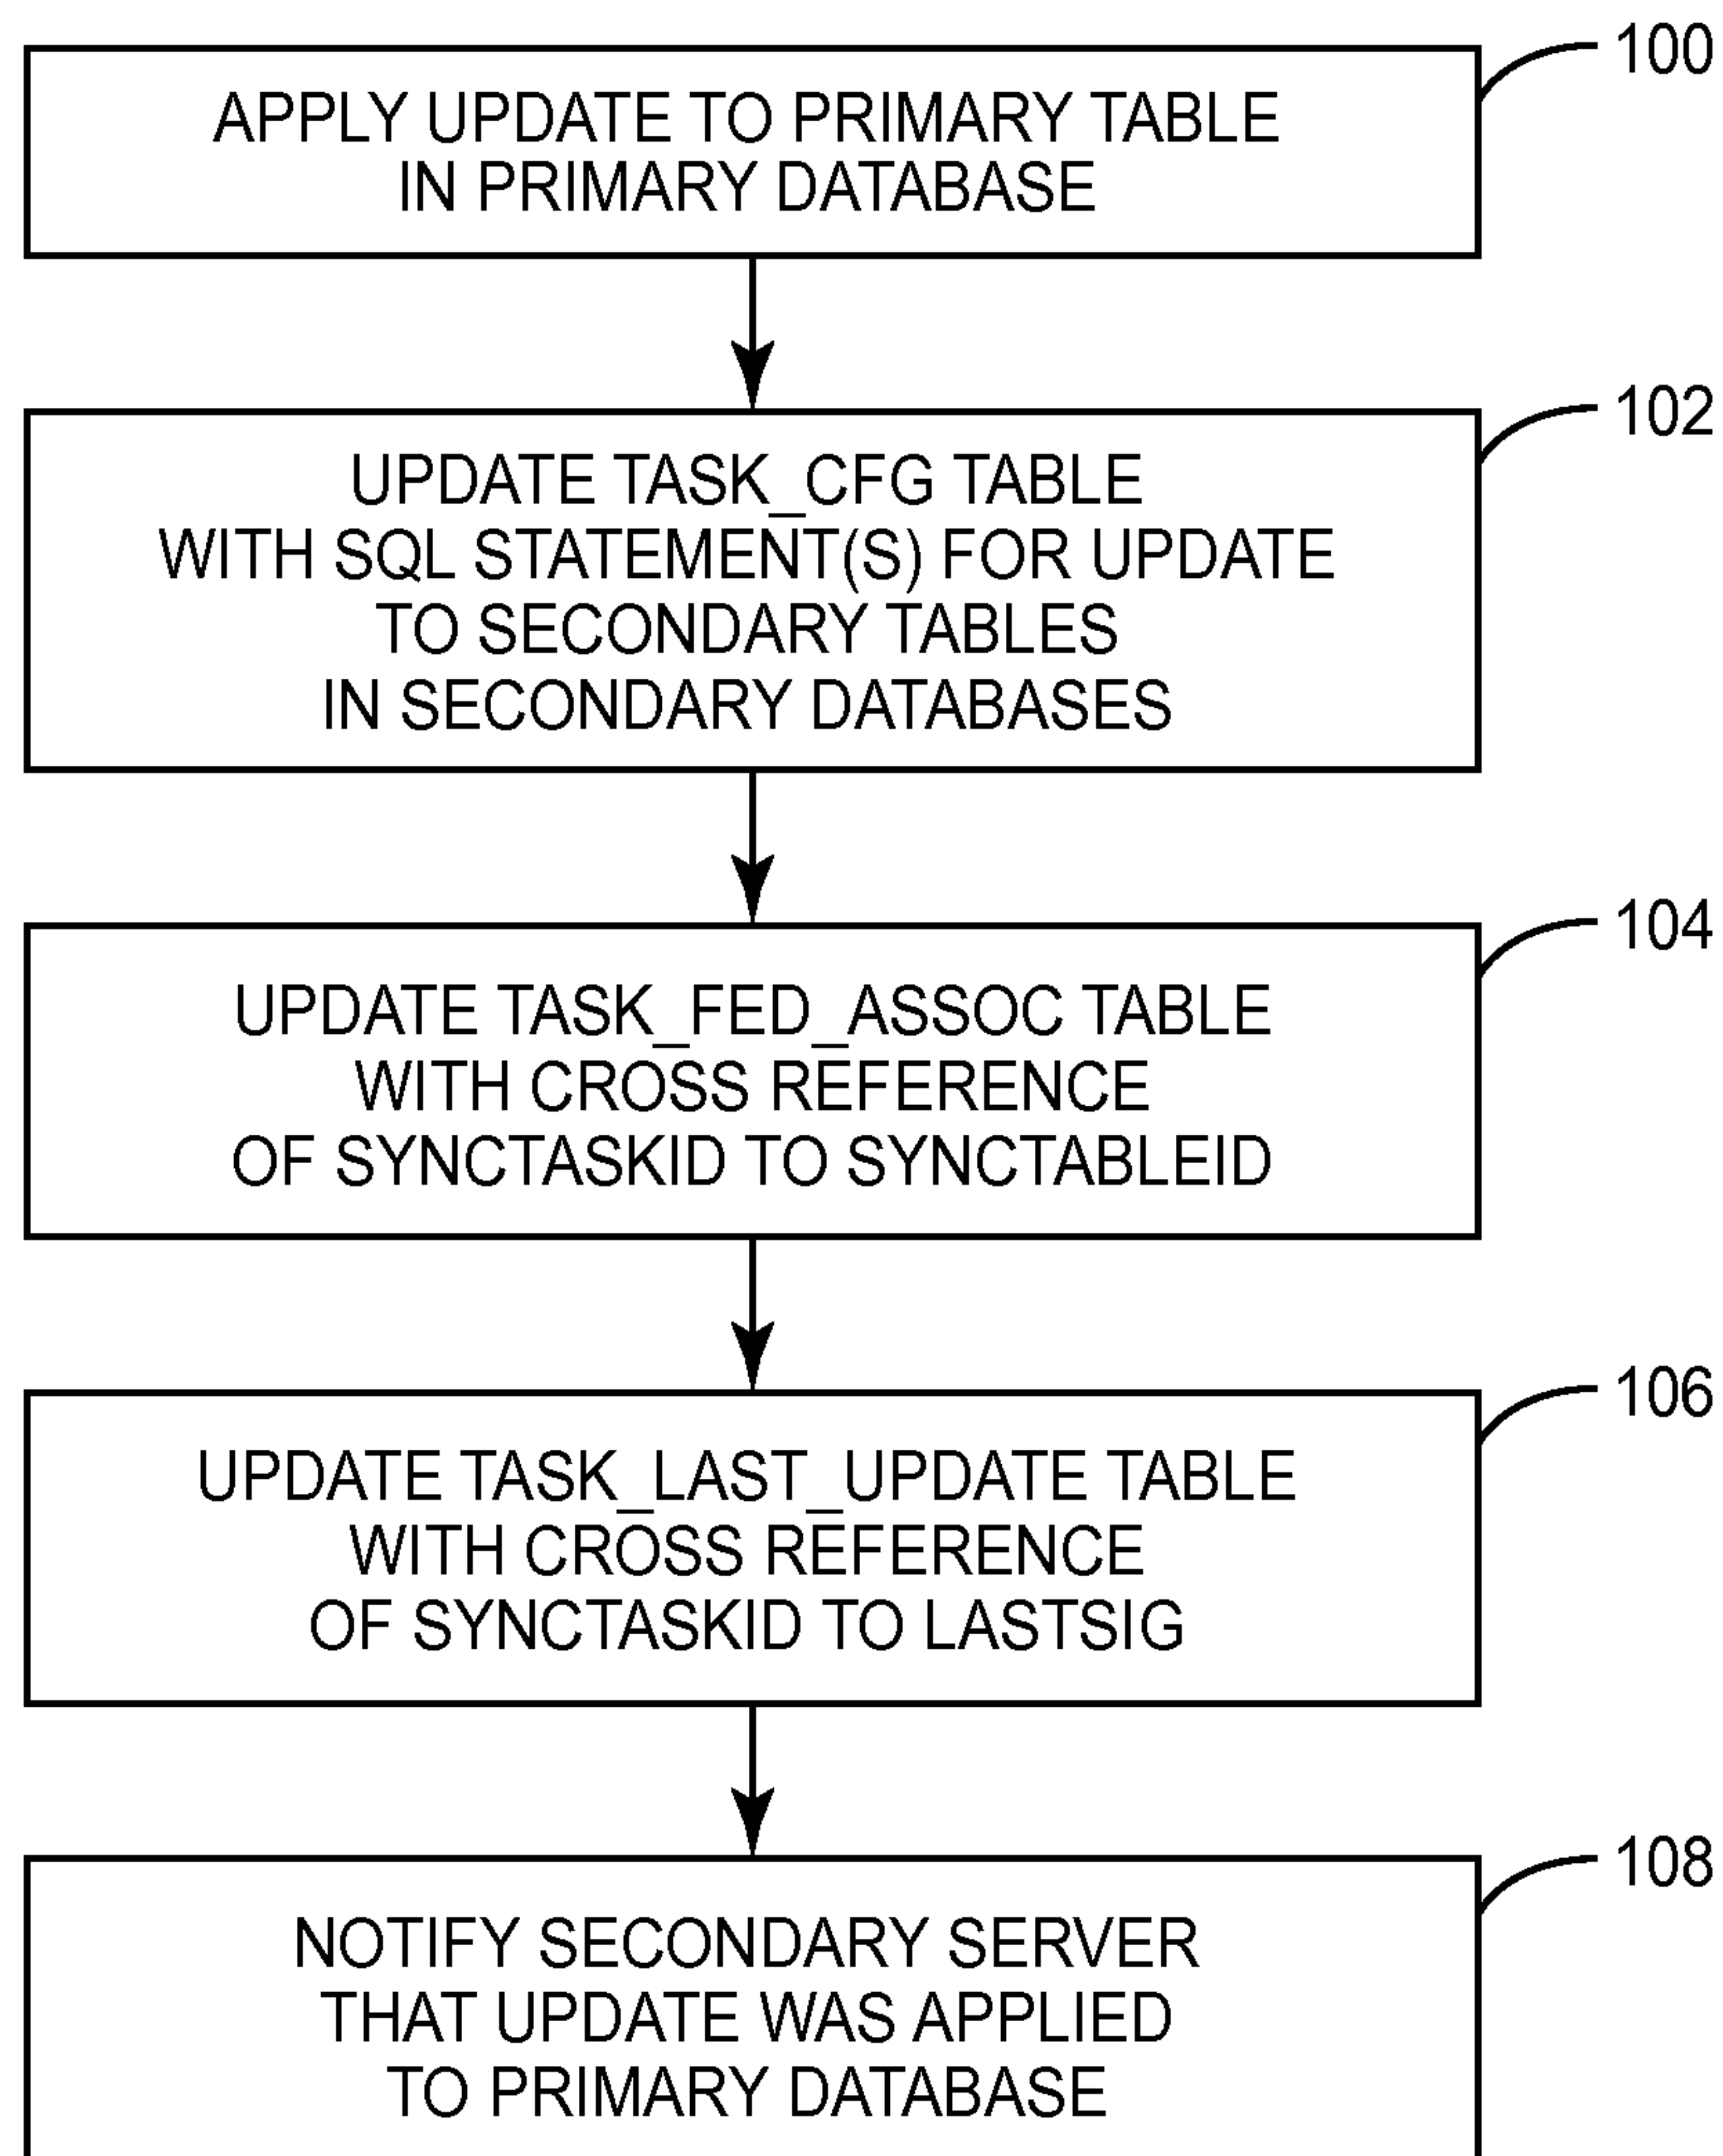 100
APPLY UPDATE TO PRIMARY TABLE
IN PRIMARY DATABASE
102
UPDATE TASK_CFG TABLE
WITH SQL STATEMENT(S) FOR UPDATE
TO SECONDARY TABLES
IN SECONDARY DATABASES
104
UPDATE TASK_FED_ASSOC TABLE
WITH CROSS REFERENCE
OF SYNCTASKID TO SYNCTABLEID
106
UPDATE TASK_LAST_UPDATE TABLE
WITH CROSS REFERENCE
OF SYNCTASKID TO LASTSIG
108
NOTIFY SECONDARY SERVER
THAT UPDATE WAS APPLIED
TO PRIMARY DATABASE